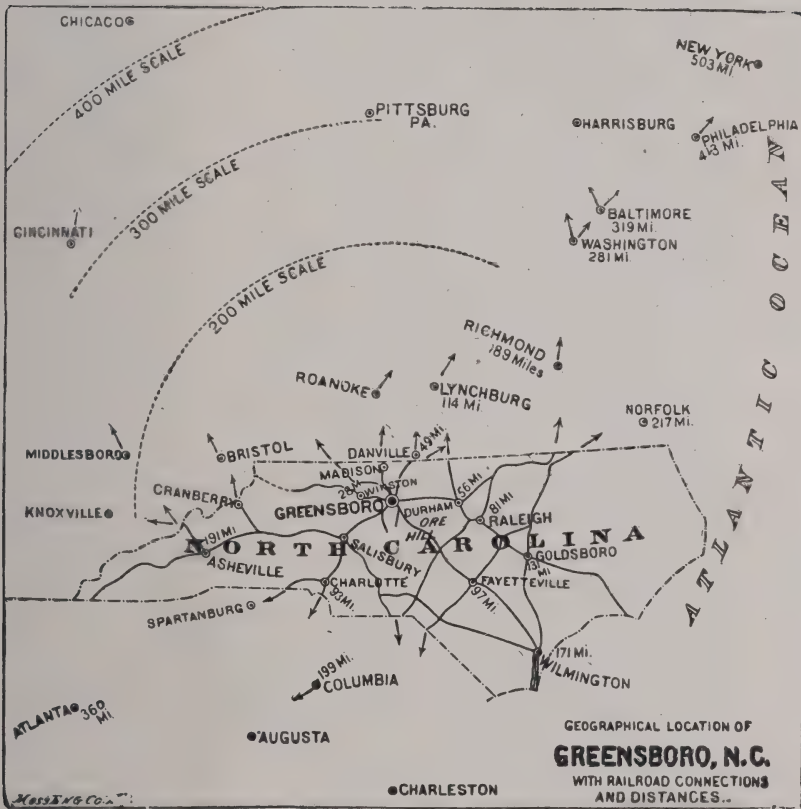 CHICAGO
NEW YORK
503 Mi.
400 MILE SCALE
PITTSBURG
PA.
HARRISBURG
PHILADELPHIA
413 Mi.
300 MILE SCALE
CINCINNATI
BALTIMORE
319 Mi.
WASHINGTON
281 Mi.
ATLANTIC OCEAN
200 MILE SCALE
RICHMOND
189 Miles
ROANOKE
LYNCHBURG
114 Mi.
NORFOLK
217 Mi.
MIDDLESBORO
BRISTOL
DANVILLE
49 Mi.
MADISON
28 M.
WINSTON
CRANBERRY
GREENSBORO
DURHAM
56 Mi.
ORE
HILL
81 Mi
RALEIGH
KNOXVILLE
NORTH CAROLINA
191 Mi
ASHEVILLE
SALISBURY
GOLDSBORO
131
Mi
CHARLOTTE
93 Mi.
FAYETTEVILLE
97 Mi.
SPARTANBURG
171 Mi.
WILMINGTON
199 Mi.
COLUMBIA
ATLANTA
360
Mi.
AUGUSTA
CHARLESTON
GEOGRAPHICAL LOCATION OF
GREENSBORO, N.C.
WITH RAILROAD CONNECTIONS
AND DISTANCES..